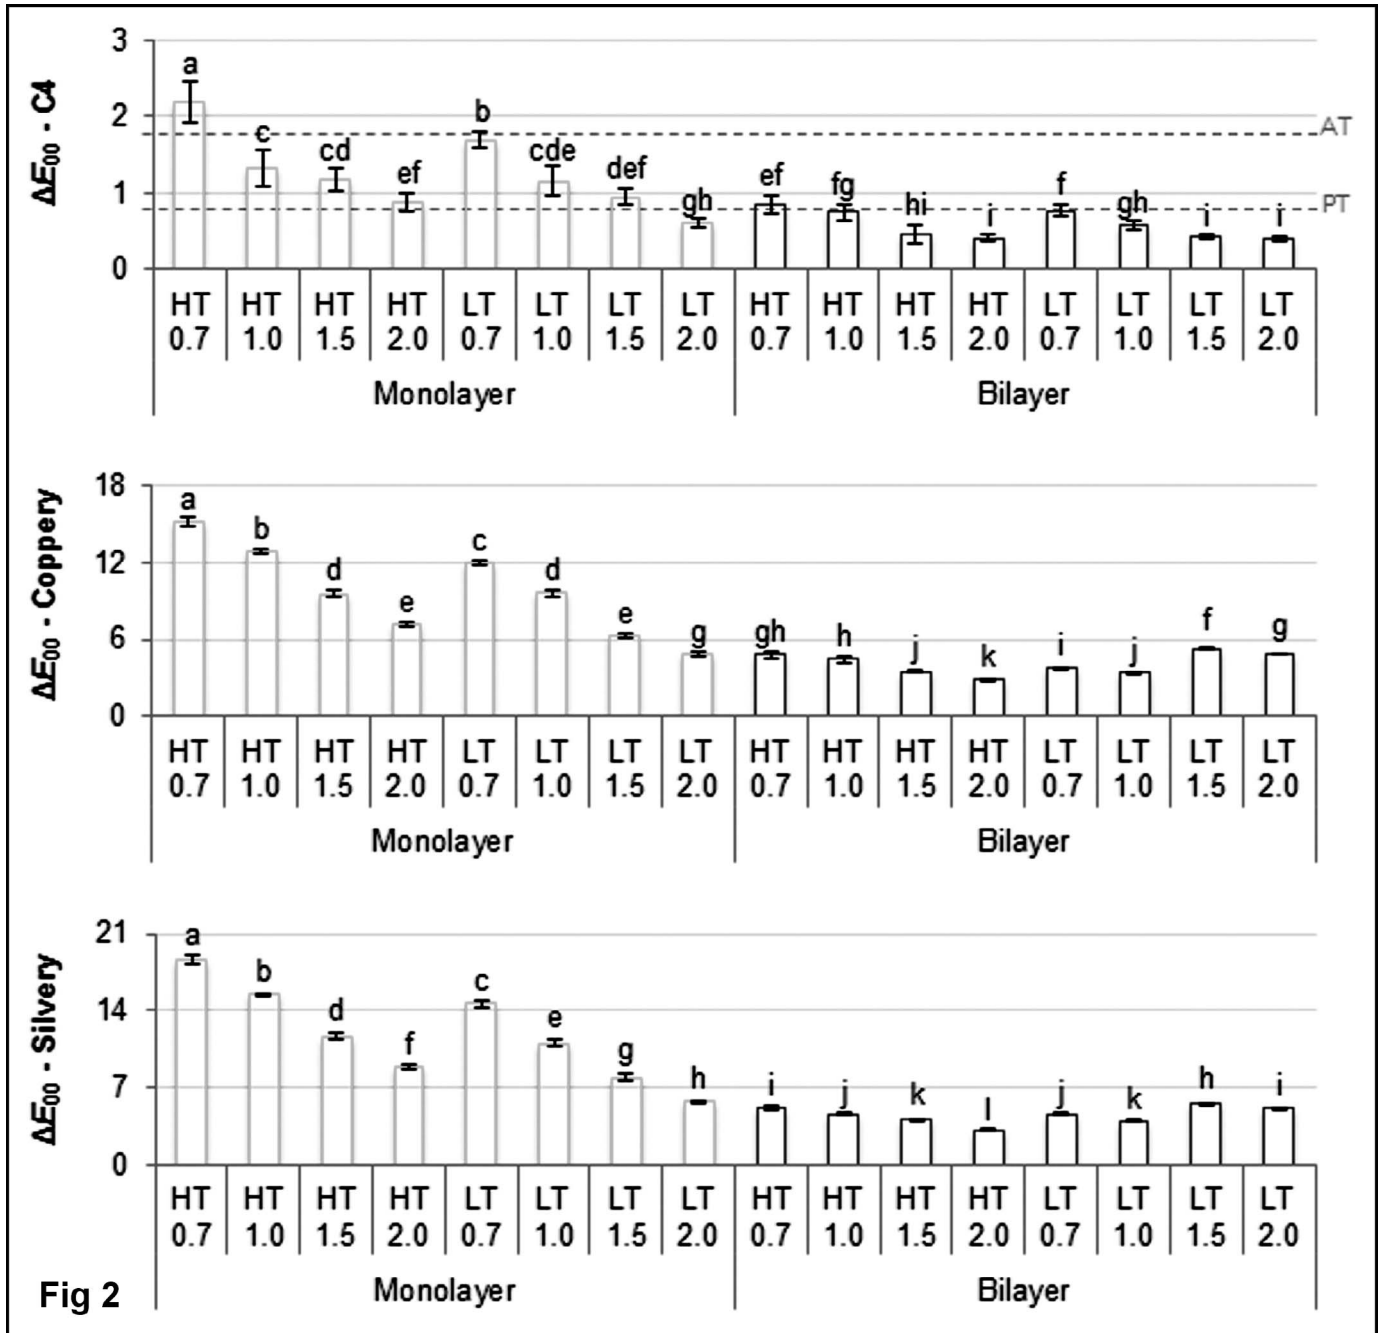 3
2
1
0
ΔE00 - C4
a
c
cd
ef
b
cde
def
gh
ef
fg
hi
i
f
gh
i
i
AT
PT
HT HT HT HT LT LT LT LT HT HT HT HT LT LT LT LT
0.7 1.0 1.5 2.0 0.7 1.0 1.5 2.0 0.7 1.0 1.5 2.0 0.7 1.0 1.5 2.0
Monolayer Bilayer
18
12
6
0
ΔE00 - Coppery
a
b
d
e
c
d
e
g
gh
h
j
k
i
j
f
g
HT HT HT HT LT LT LT LT HT HT HT HT LT LT LT LT
0.7 1.0 1.5 2.0 0.7 1.0 1.5 2.0 0.7 1.0 1.5 2.0 0.7 1.0 1.5 2.0
Monolayer Bilayer
21
14
7
0
ΔE00 - Silvery
a
b
d
f
c
e
g
h
i
j
k
l
j
k
h
i
HT HT HT HT LT LT LT LT HT HT HT HT LT LT LT LT
0.7 1.0 1.5 2.0 0.7 1.0 1.5 2.0 0.7 1.0 1.5 2.0 0.7 1.0 1.5 2.0
Monolayer Bilayer
Fig 2